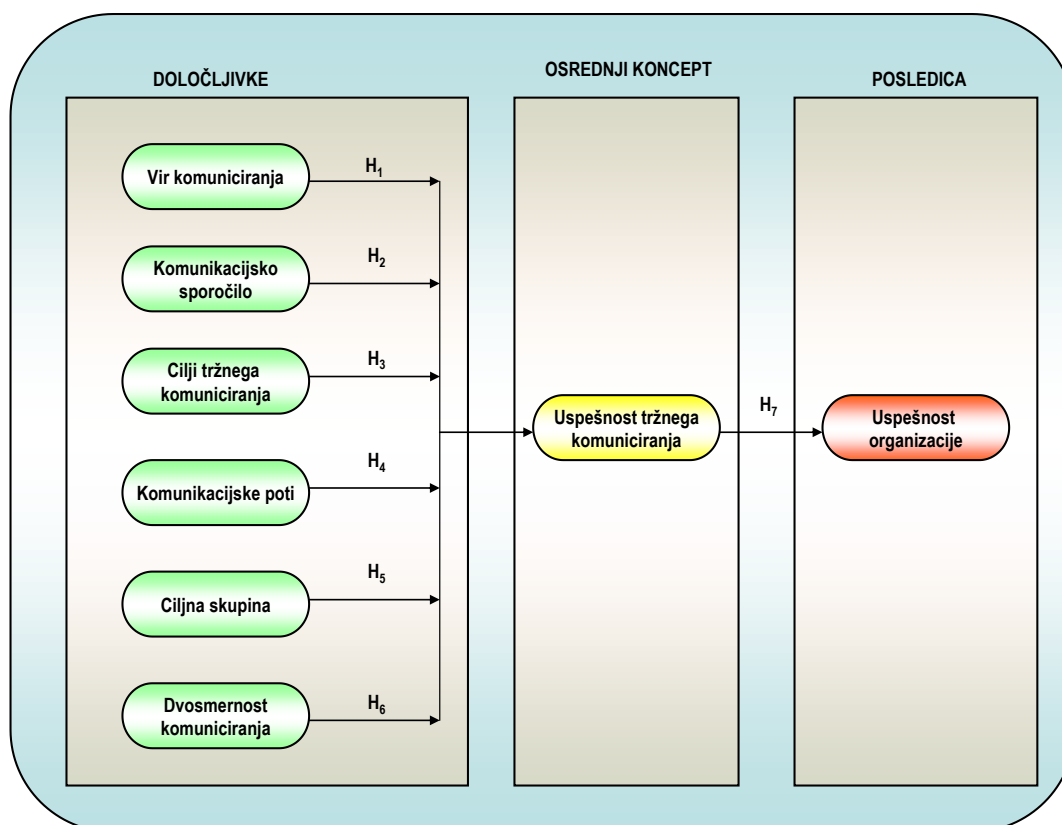 DOLOČLJIVKE
OSREDNJI KONCEPT
POSLEDICA
Vir komuniciranja
H1
Komunikacijsko
sporočilo
H2
Cilji tržnega
komuniciranja
H3
Komunikacijske poti
H4
Ciljna skupina
H5
Dvosmernost
komuniciranja
H6
Uspešnost tržnega
komuniciranja
H7
Uspešnost
organizacije